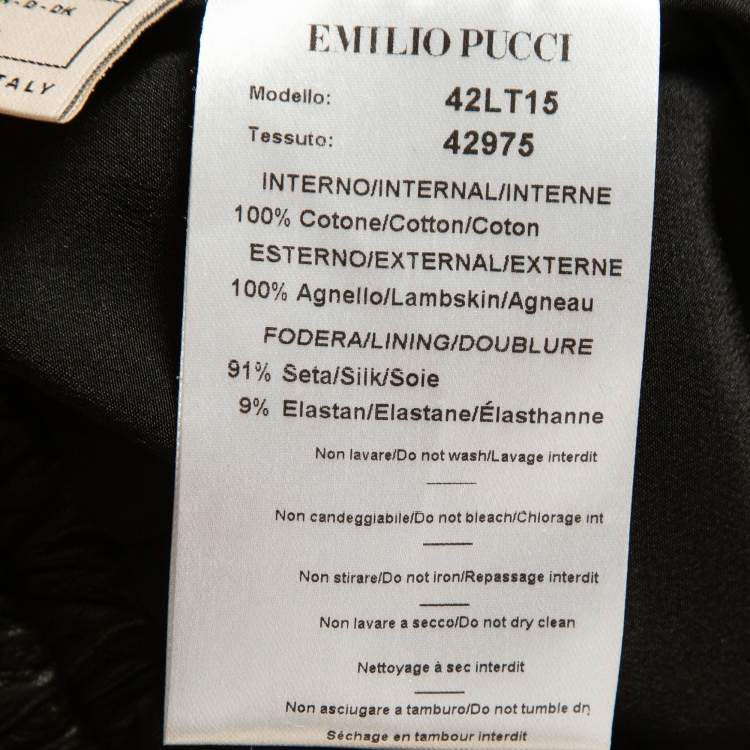 D-DK
ITALY
EMILIO PUCCI
Modello: 42LT15
Tessuto: 42975
INTERNO/INTERNAL/INTERNE
100% Cotone/Cotton/Coton
ESTERNO/EXTERNAL/EXTERNE
100% Agnello/Lambskin/Agneau
FODERA/LINING/DOUBLURE
91% Seta/Silk/Soie
9% Elastan/Elastane/Élasthanne
Non lavare/Do not wash/Lavage interdit
Non candeggiabile/Do not bleach/Chlorage int
Non stirare/Do not iron/Repassage interdit
Non lavare a secco/Do not dry clean
Nettoyage à sec interdit
Non asciugare a tamburo/Do not tumble dry
Séchage en tambour interdit